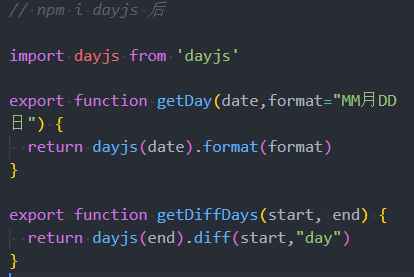 // npm i dayjs 后
import dayjs from 'dayjs'
export function getDay(date,format="MM月DD
日") {
  return dayjs(date).format(format)
}
export function getDiffDays(start, end) {
  return dayjs(end).diff(start,"day")
}